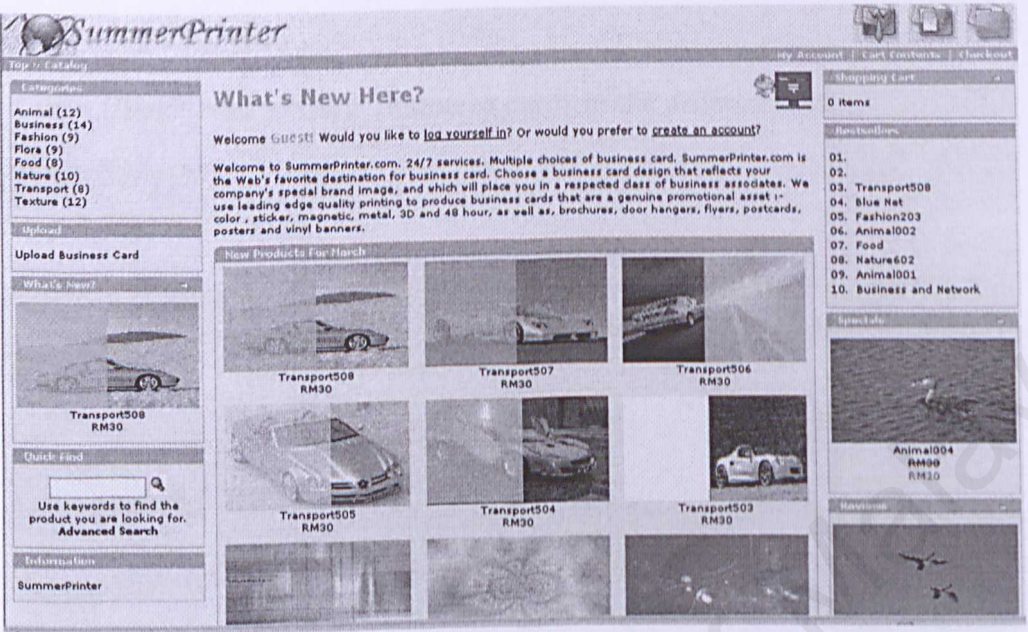 SummerPrinter
My Account | Cart Contents | Checkout
Top » Catalog
Categories
Animal (12)
Business (14)
Fashion (9)
Flora (9)
Food (8)
Nature (10)
Transport (8)
Texture (12)
Upload
Upload Business Card
What's New?
Transport508
RM30
Quick Find
Use keywords to find the
product you are looking for.
Advanced Search
Information
SummerPrinter
What's New Here?
Welcome Guest! Would you like to log yourself in? Or would you prefer to create an account?
Welcome to SummerPrinter.com. 24/7 services. Multiple choices of business card. SummerPrinter.com is
the Web's favorite destination for business card. Choose a business card design that reflects your
company's special brand image, and which will place you in a respected class of business associates. We
use leading edge quality printing to produce business cards that are a genuine promotional asset :-
color , sticker, magnetic, metal, 3D and 48 hour, as well as, brochures, door hangers, flyers, postcards,
posters and vinyl banners.
New Products For March
Transport508
RM30
Transport507
RM30
Transport506
RM30
Transport505
RM30
Transport504
RM30
Transport503
RM30
Shopping Cart
0 items
Bestsellers
01.
02.
03. Transport508
04. Blue Net
05. Fashion203
06. Animal002
07. Food
08. Nature602
09. Animal001
10. Business and Network
Specials
Animal004
RM30
RM20
Reviews